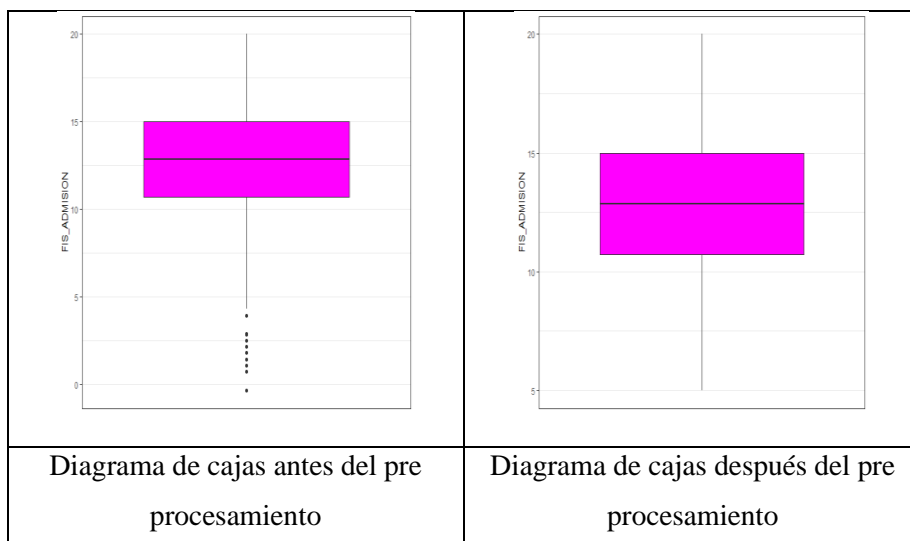 20
15
10
5
0
FIS_ADMISION
20
15
10
5
FIS_ADMISION
Diagrama de cajas antes del pre
procesamiento
Diagrama de cajas después del pre
procesamiento